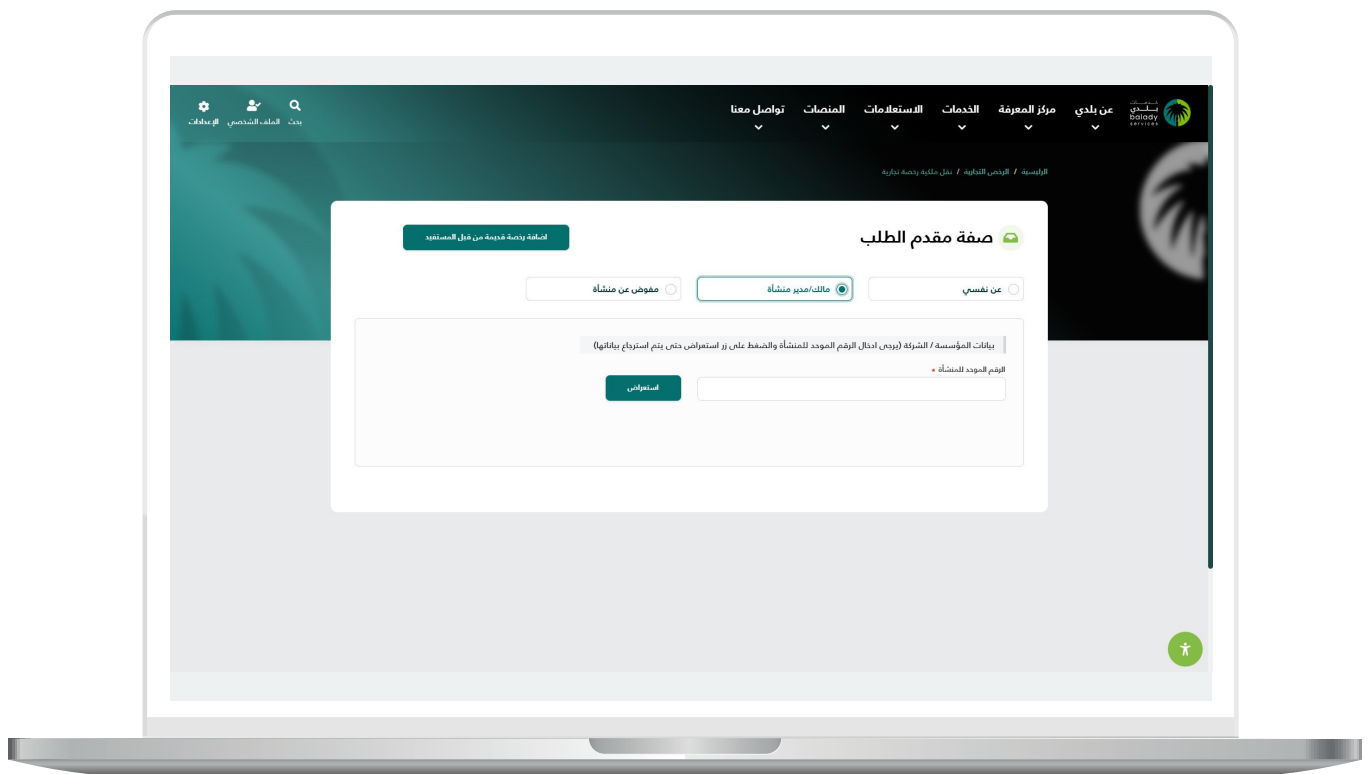 خدمات
بلدي
balady
services
عن بلدي
مركز المعرفة
الخدمات
الاستعلامات
المنصات
تواصل معنا
بحث
الملف الشخصي
الإعدادات
الرئيسية / الرخص التجارية / نقل ملكية رخصة تجارية
صفة مقدم الطلب
اضافة رخصة قديمة من قبل المستفيد
عن نفسي
مالك/مدير منشأة
مفوض عن منشأة
بيانات المؤسسة / الشركة (يرجى ادخال الرقم الموحد للمنشأة والضغط على زر استعراض حتى يتم استرجاع بياناتها)
الرقم الموحد للمنشأة *
استعراض